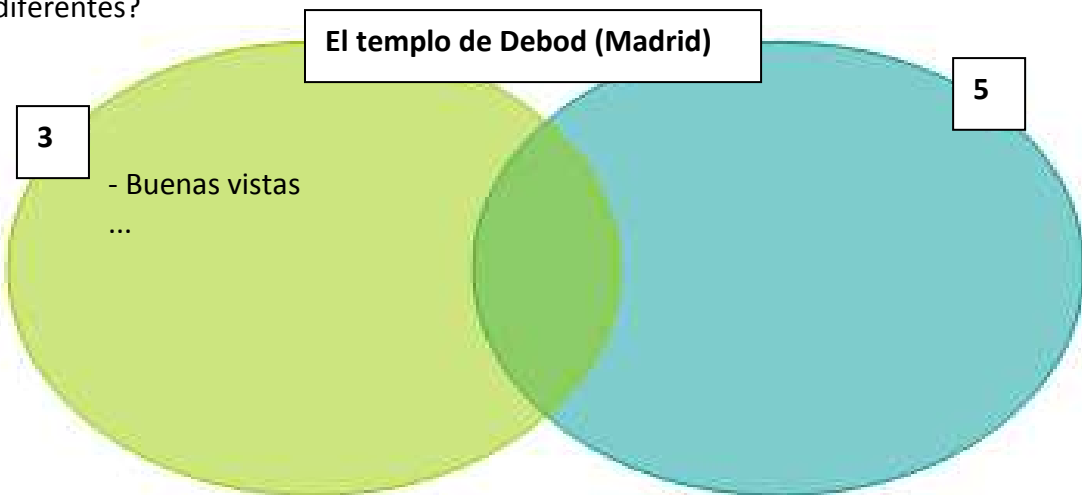 diferentes?
El templo de Debod (Madrid)
5
3
- Buenas vistas
...